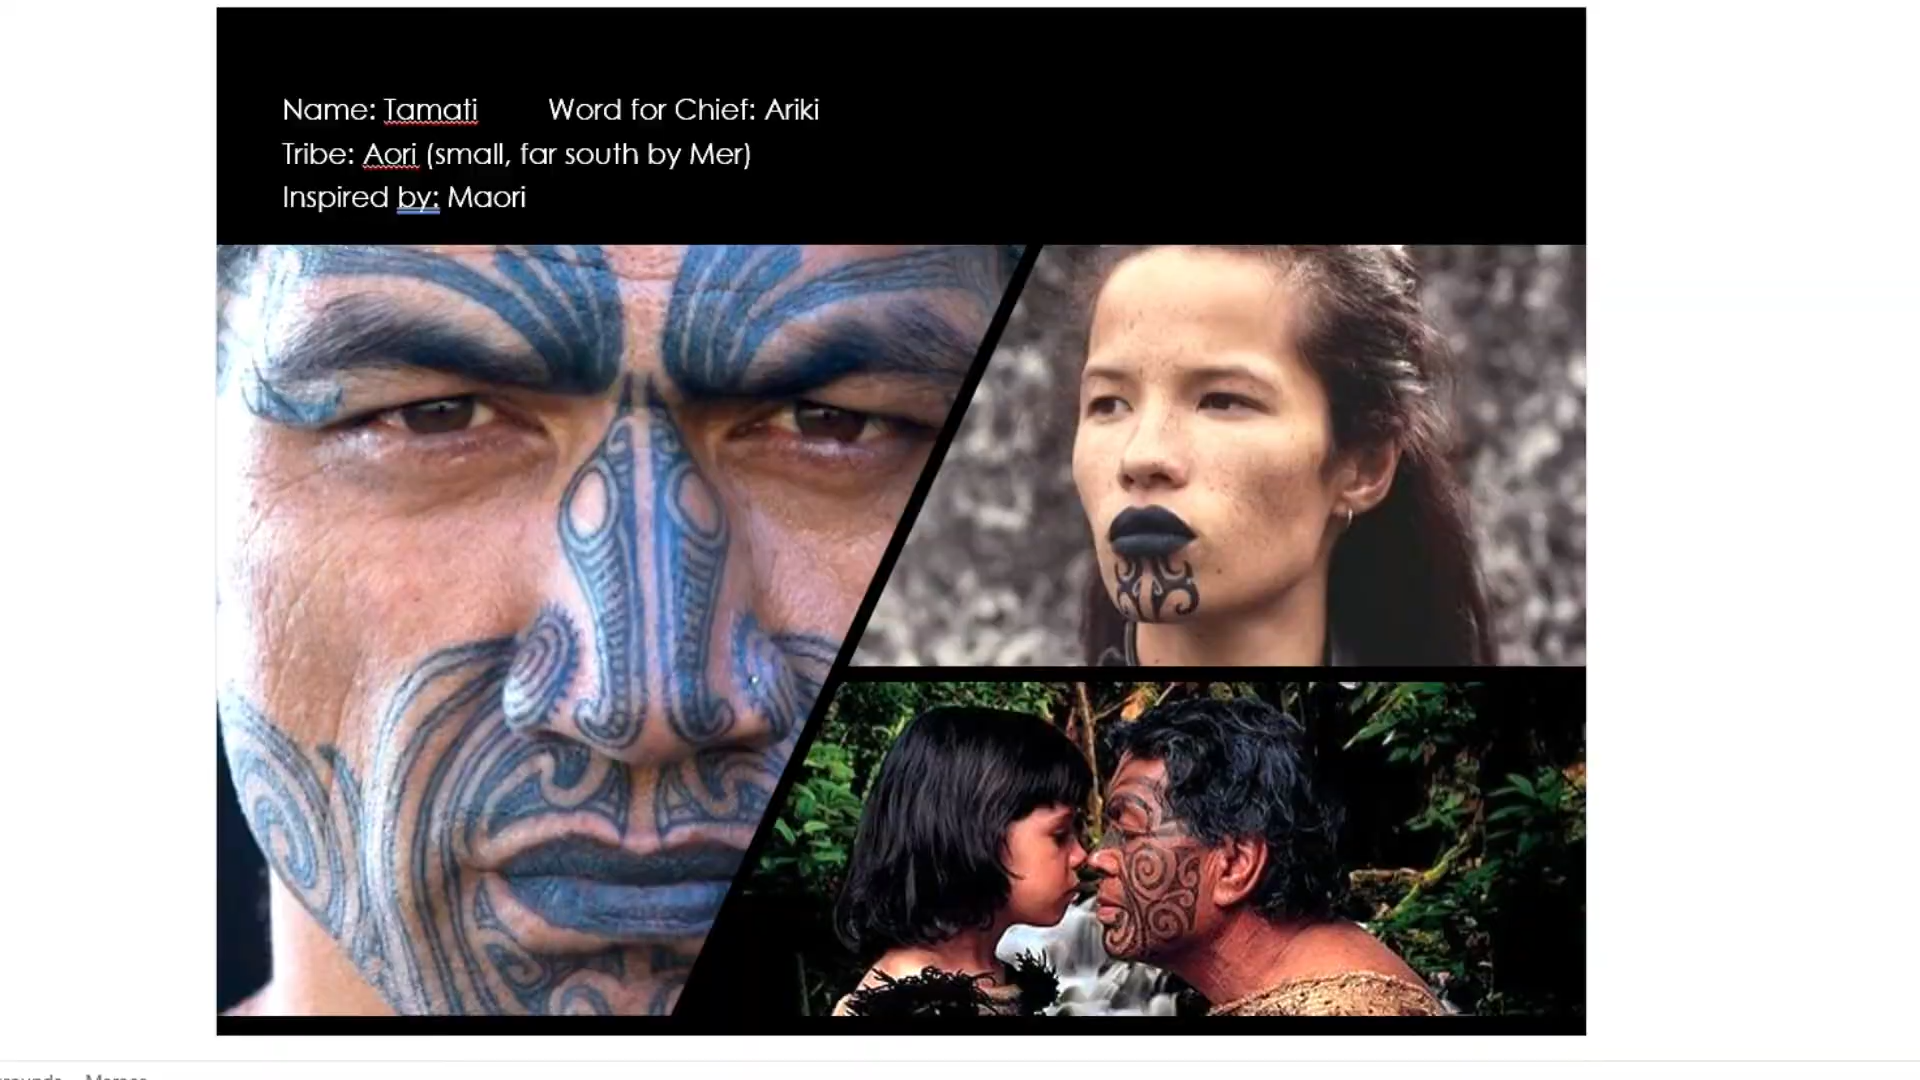 Name: Tamati Word for Chief: Ariki
Tribe: Aori (small, far south by Mer)
Inspired by: Maori